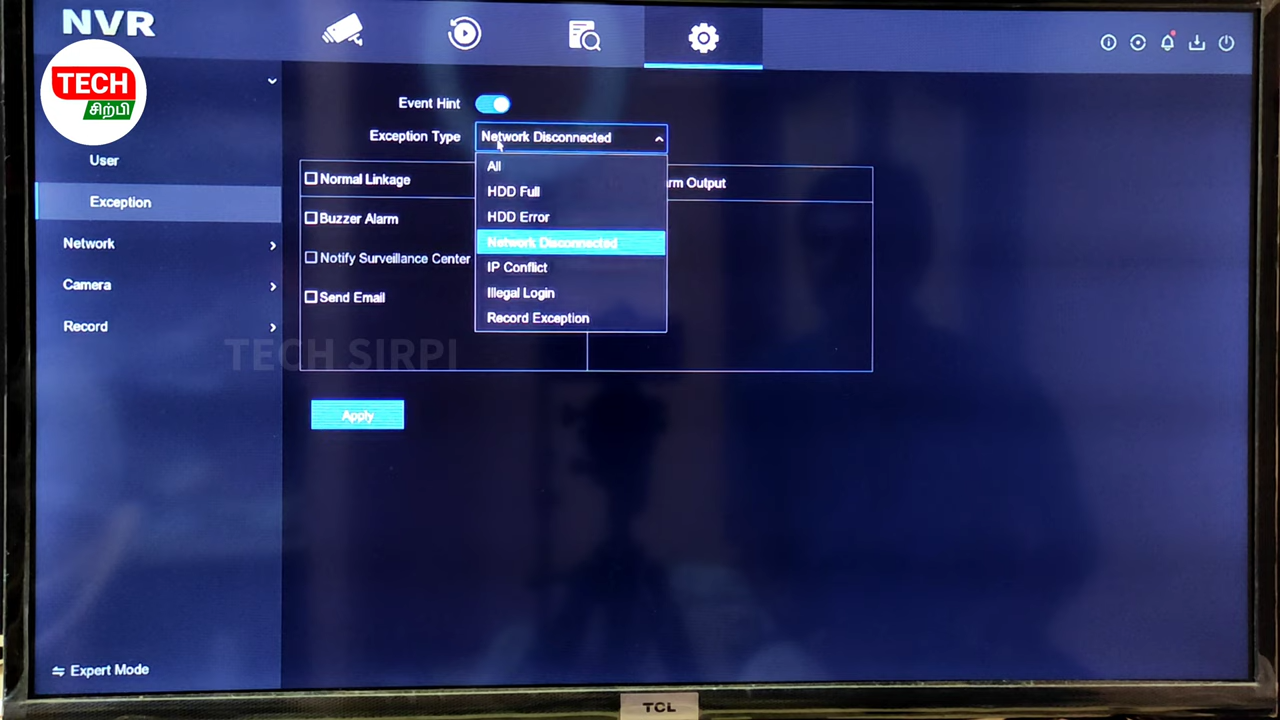 NVR
TECH
சிற்பி
User
Exception
Network
Camera
Record
Expert Mode
Event Hint
Exception Type
Network Disconnected
All
HDD Full
HDD Error
Network Disconnected
IP Conflict
Illegal Login
Record Exception
Normal Linkage
Buzzer Alarm
Notify Surveillance Center
Send Email
Output
TECH SIRPI
Apply
TCL